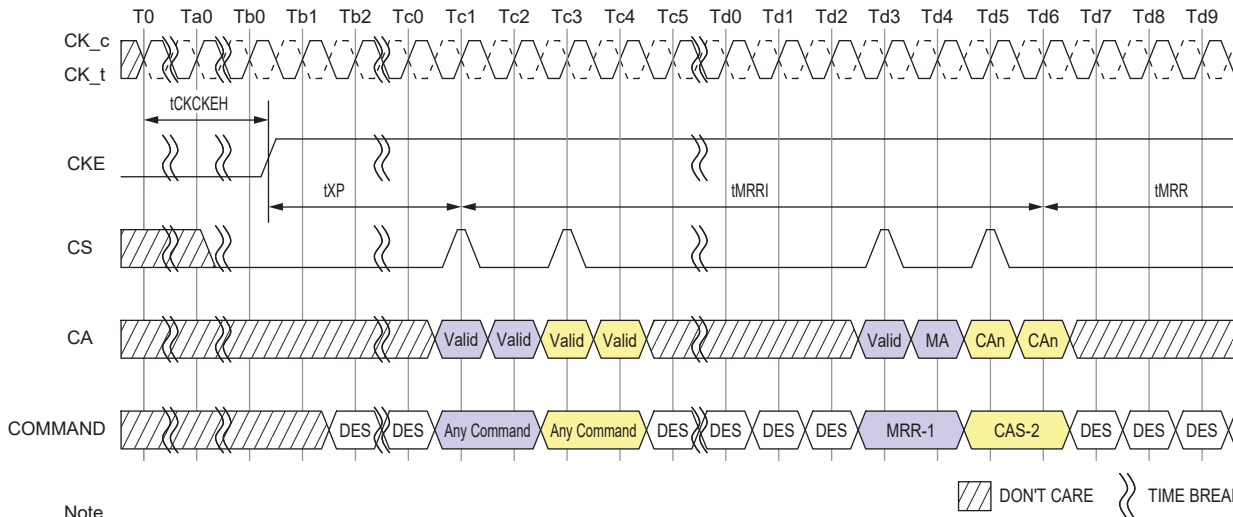 T0 Ta0 Tb0 Tb1 Tb2 Tc0 Tc1 Tc2 Tc3 Tc4 Tc5 Td0 Td1 Td2 Td3 Td4 Td5 Td6 Td7 Td8 Td9
CK_c
CK_t
tCKCKEH
CKE
tXP tMRRI tMRR
CS
CA Valid Valid Valid Valid Valid MA CAn CAn
COMMAND DES DES Any Command Any Command DES DES DES DES MRR-1 CAS-2 DES DES DES
DON'T CARE TIME BREA
Note